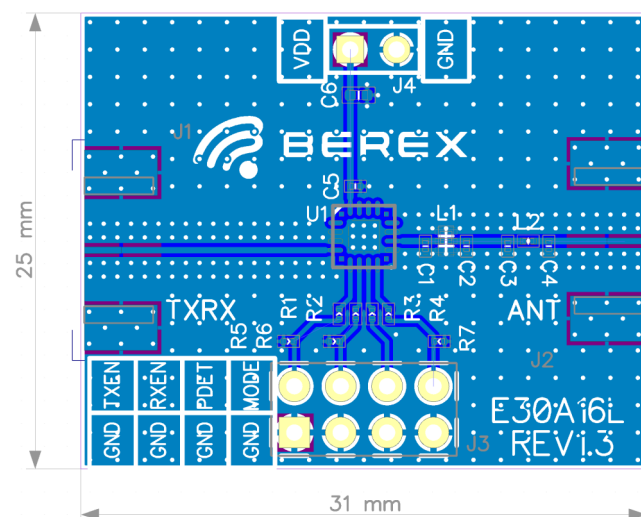 VDD
GND
J4
C6
J1
BEREX
C5
U1
L1
L2
C1
C2
C3
C4
25 mm
TXRX
R1
R2
R3
R4
ANT
R5
R6
R7
J2
TXEN
RXEN
PDET
MODE
GND
GND
GND
GND
J3
E30A16L
REV1.3
31 mm